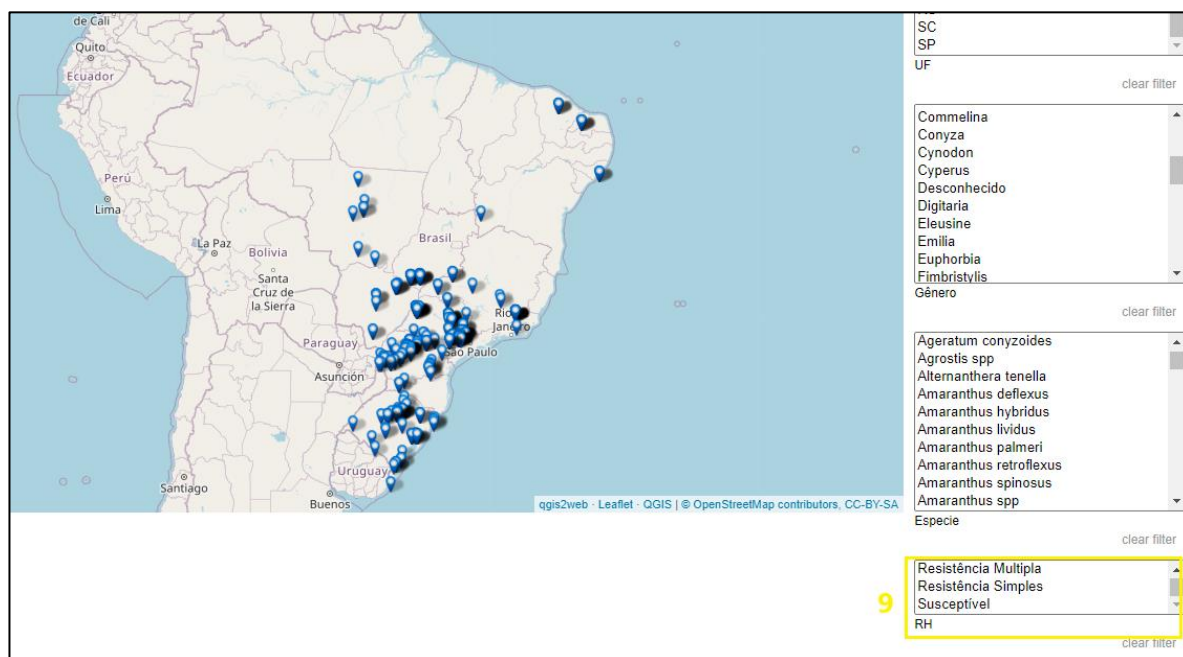 de Cali
Quito
Ecuador
Perú
Lima
La Paz
Bolivia
Santa
Cruz de
la Sierra
Brasil
Paraguay
Asunción
São Paulo
Uruguay
Santiago
Buenos
qgis2web · Leaflet · QGIS | © OpenStreetMap contributors, CC-BY-SA
SC
SP
UF
clear filter
Commelina
Conyza
Cynodon
Cyperus
Desconhecido
Digitaria
Eleusine
Emilia
Euphorbia
Fimbristylis
Gênero
clear filter
Ageratum conyzoides
Agrostis spp
Alternanthera tenella
Amaranthus deflexus
Amaranthus hybridus
Amaranthus lividus
Amaranthus palmeri
Amaranthus retroflexus
Amaranthus spinosus
Amaranthus spp
Especie
clear filter
9
Resistência Multipla
Resistência Simples
Susceptível
RH
clear filter